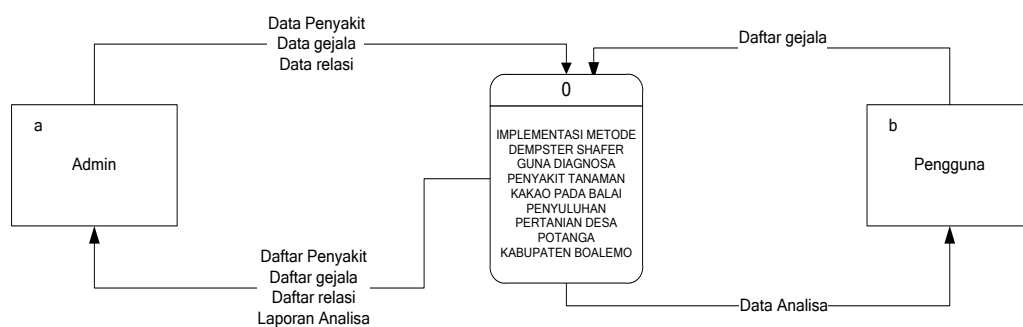 Data Penyakit
Data gejala
Data relasi
Daftar gejala
a
Admin
0
IMPLEMENTASI METODE
DEMPSTER SHAFER
GUNA DIAGNOSA
PENYAKIT TANAMAN
KAKAO PADA BALAI
PENYULUHAN
PERTANIAN DESA
POTANGA
KABUPATEN BOALEMO
b
Pengguna
Daftar Penyakit
Daftar gejala
Daftar relasi
Laporan Analisa
Data Analisa